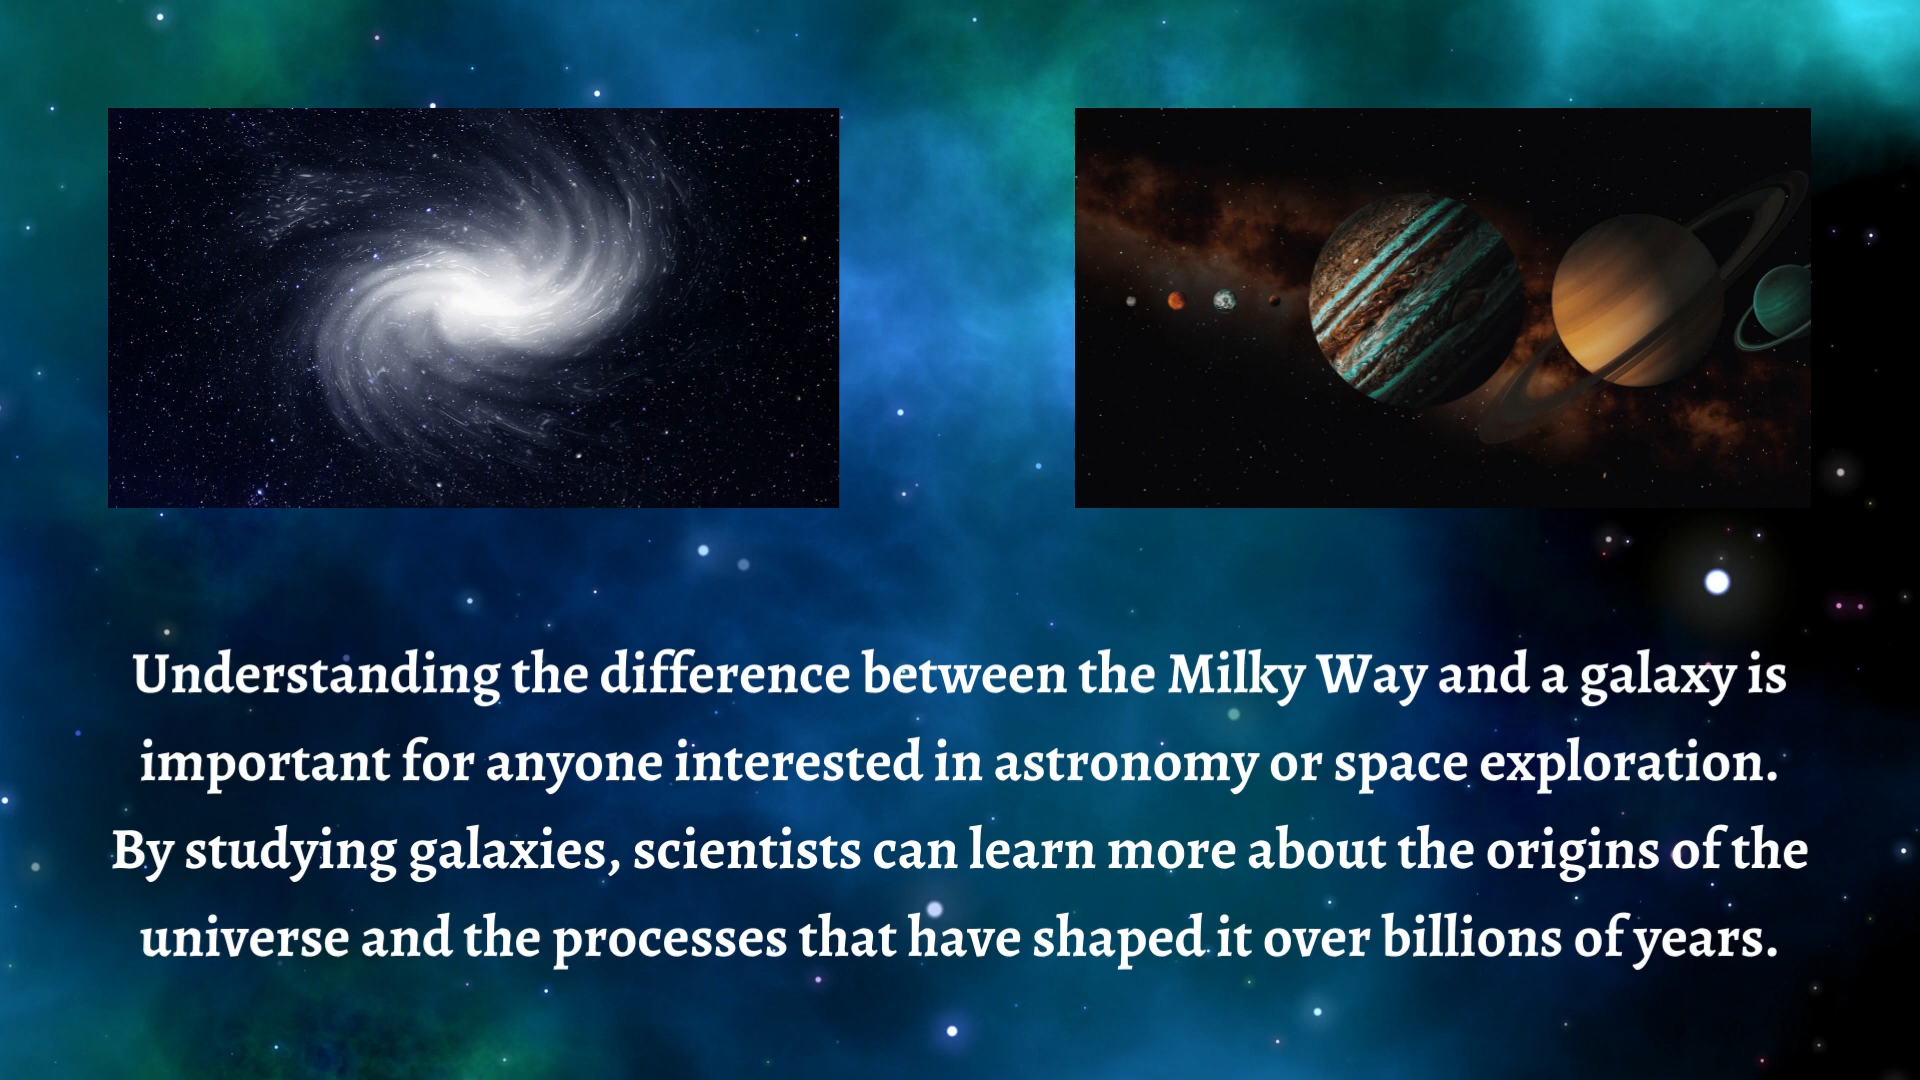 Understanding the difference between the Milky Way and a galaxy is
important for anyone interested in astronomy or space exploration.
By studying galaxies, scientists can learn more about the origins of the
universe and the processes that have shaped it over billions of years.